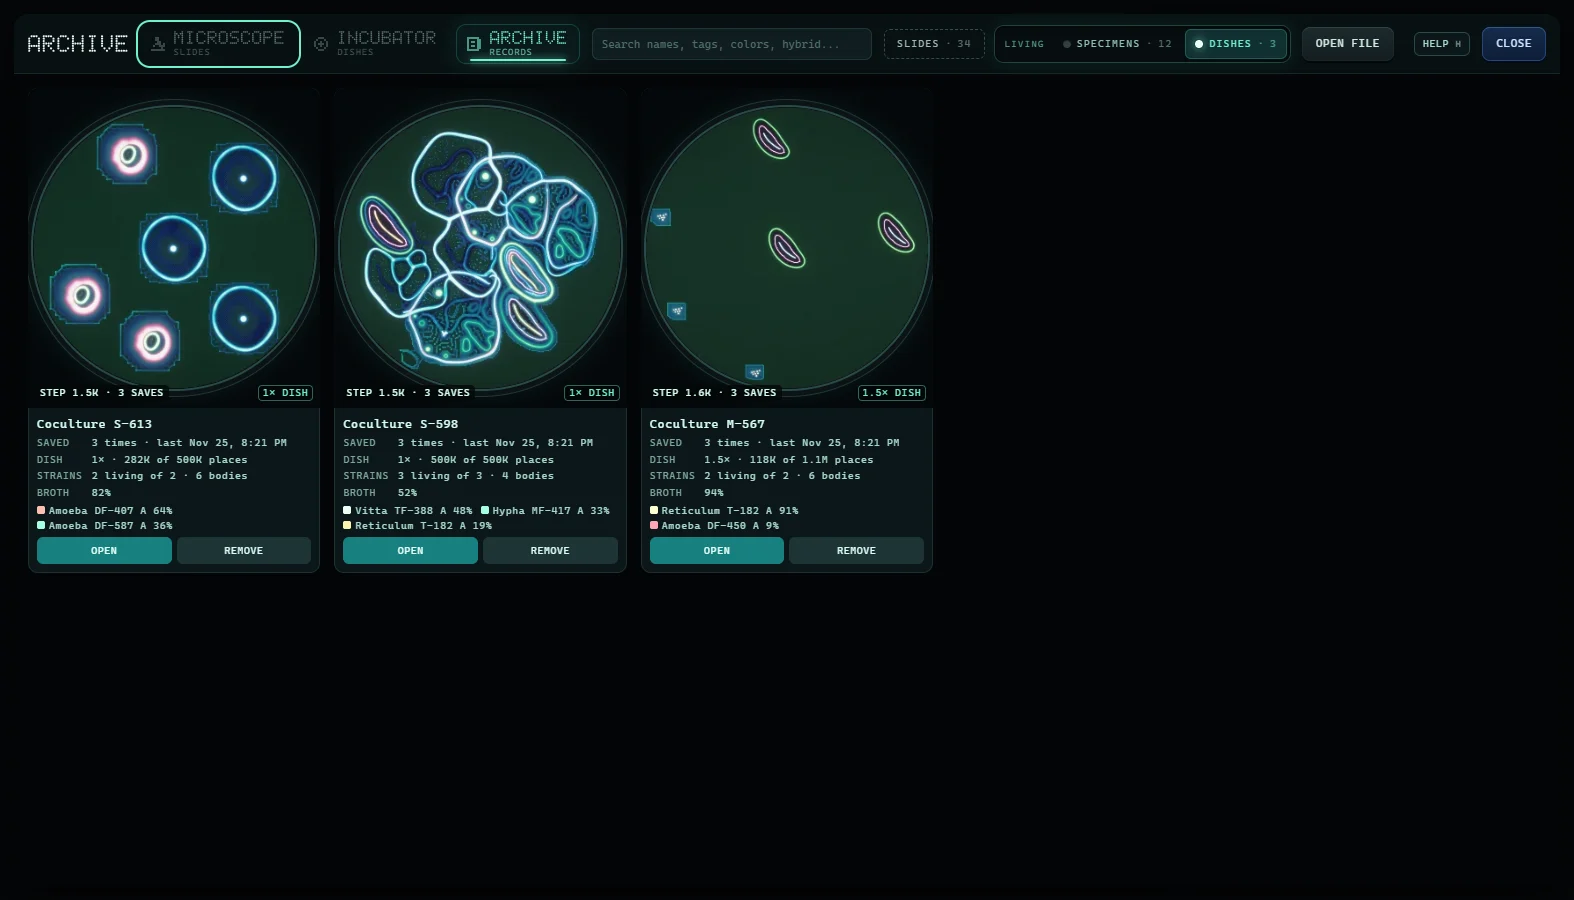 ARCHIVE
MICROSCOPE
SLIDES
INCUBATOR
DISHES
ARCHIVE
RECORDS
Search names, tags, colors, hybrid...
SLIDES · 34
LIVING
SPECIMENS · 12
DISHES · 3
OPEN FILE
HELP H
CLOSE
STEP 1.5K · 3 SAVES
1× DISH
Coculture S-613
SAVED 3 times · last Nov 25, 8:21 PM
DISH 1× · 282K of 500K places
STRAINS 2 living of 2 · 6 bodies
BROTH 82%
Amoeba DF-407 A 64%
Amoeba DF-587 A 36%
OPEN
REMOVE
STEP 1.5K · 3 SAVES
1× DISH
Coculture S-598
SAVED 3 times · last Nov 25, 8:21 PM
DISH 1× · 500K of 500K places
STRAINS 3 living of 3 · 4 bodies
BROTH 52%
Vitta TF-388 A 48% Hypha MF-417 A 33%
Reticulum T-182 A 19%
OPEN
REMOVE
STEP 1.6K · 3 SAVES
1.5× DISH
Coculture M-567
SAVED 3 times · last Nov 25, 8:21 PM
DISH 1.5× · 118K of 1.1M places
STRAINS 2 living of 2 · 6 bodies
BROTH 94%
Reticulum T-182 A 91%
Amoeba DF-450 A 9%
OPEN
REMOVE